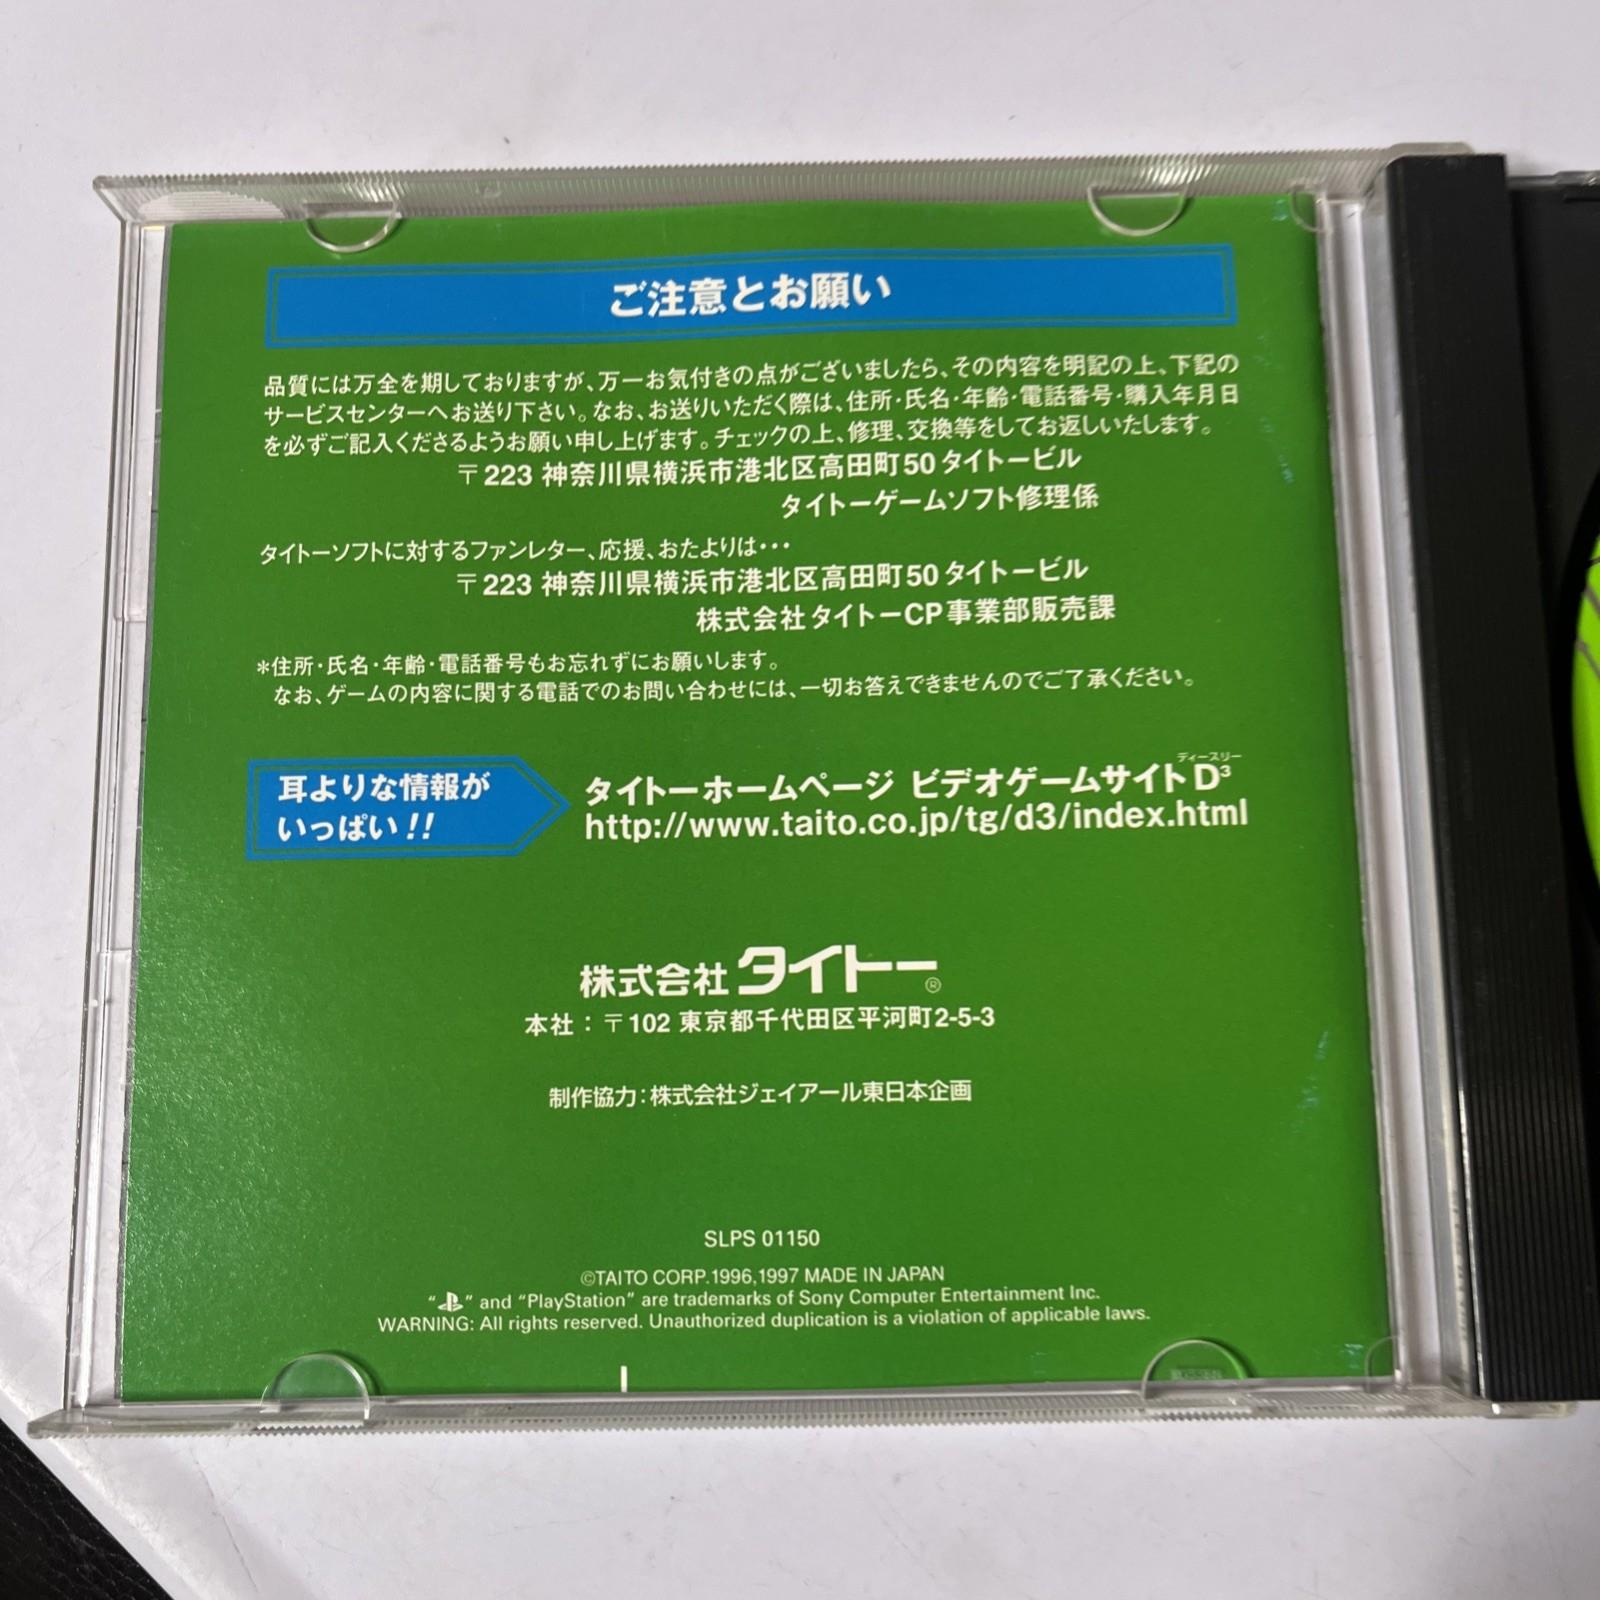 ご注意とお願い
品質には万全を期しておりますが、万一お気付きの点がございましたら、その内容を明記の上、下記の
サービスセンターへお送り下さい。なお、お送りいただく際は、住所・氏名・年齢・電話番号・購入年月日
を必ずご記入くださるようお願い申し上げます。チェックの上、修理、交換等をしてお返しいたします。
〒223 神奈川県横浜市港北区高田町50 タイトービル
タイトーゲームソフト修理係
タイトーソフトに対するファンレター、応援、おたよりは・・・
〒223 神奈川県横浜市港北区高田町50 タイトービル
株式会社タイトーCP事業部販売課
*住所・氏名・年齢・電話番号もお忘れずにお願いします。
なお、ゲームの内容に関する電話でのお問い合わせには、一切お答えできませんのでご了承ください。
耳よりな情報が
いっぱい!!
ディースリー
タイトーホームページ ビデオゲームサイトD³
http://www.taito.co.jp/tg/d3/index.html
株式会社 タイトー®
本社：〒102 東京都千代田区平河町2-5-3
制作協力：株式会社ジェイアール東日本企画
SLPS 01150
©TAITO CORP.1996,1997 MADE IN JAPAN
“PS” and “PlayStation” are trademarks of Sony Computer Entertainment Inc.
WARNING: All rights reserved. Unauthorized duplication is a violation of applicable laws.